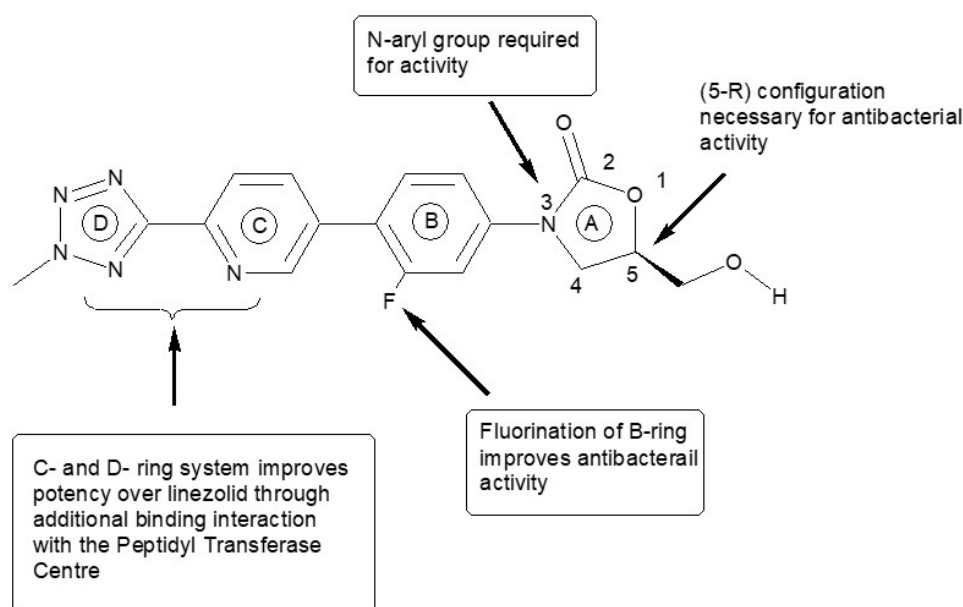 N-aryl group required
for activity
(5-R) configuration
necessary for antibacterial
activity
O
2
O
1
N
N
N
N
N
D
C
N
B
F
3
N
A
4
5
O
H
Fluorination of B-ring
improves antibacterail
activity
C- and D- ring system improves
potency over linezolid through
additional binding interaction
with the Peptidyl Transferase
Centre